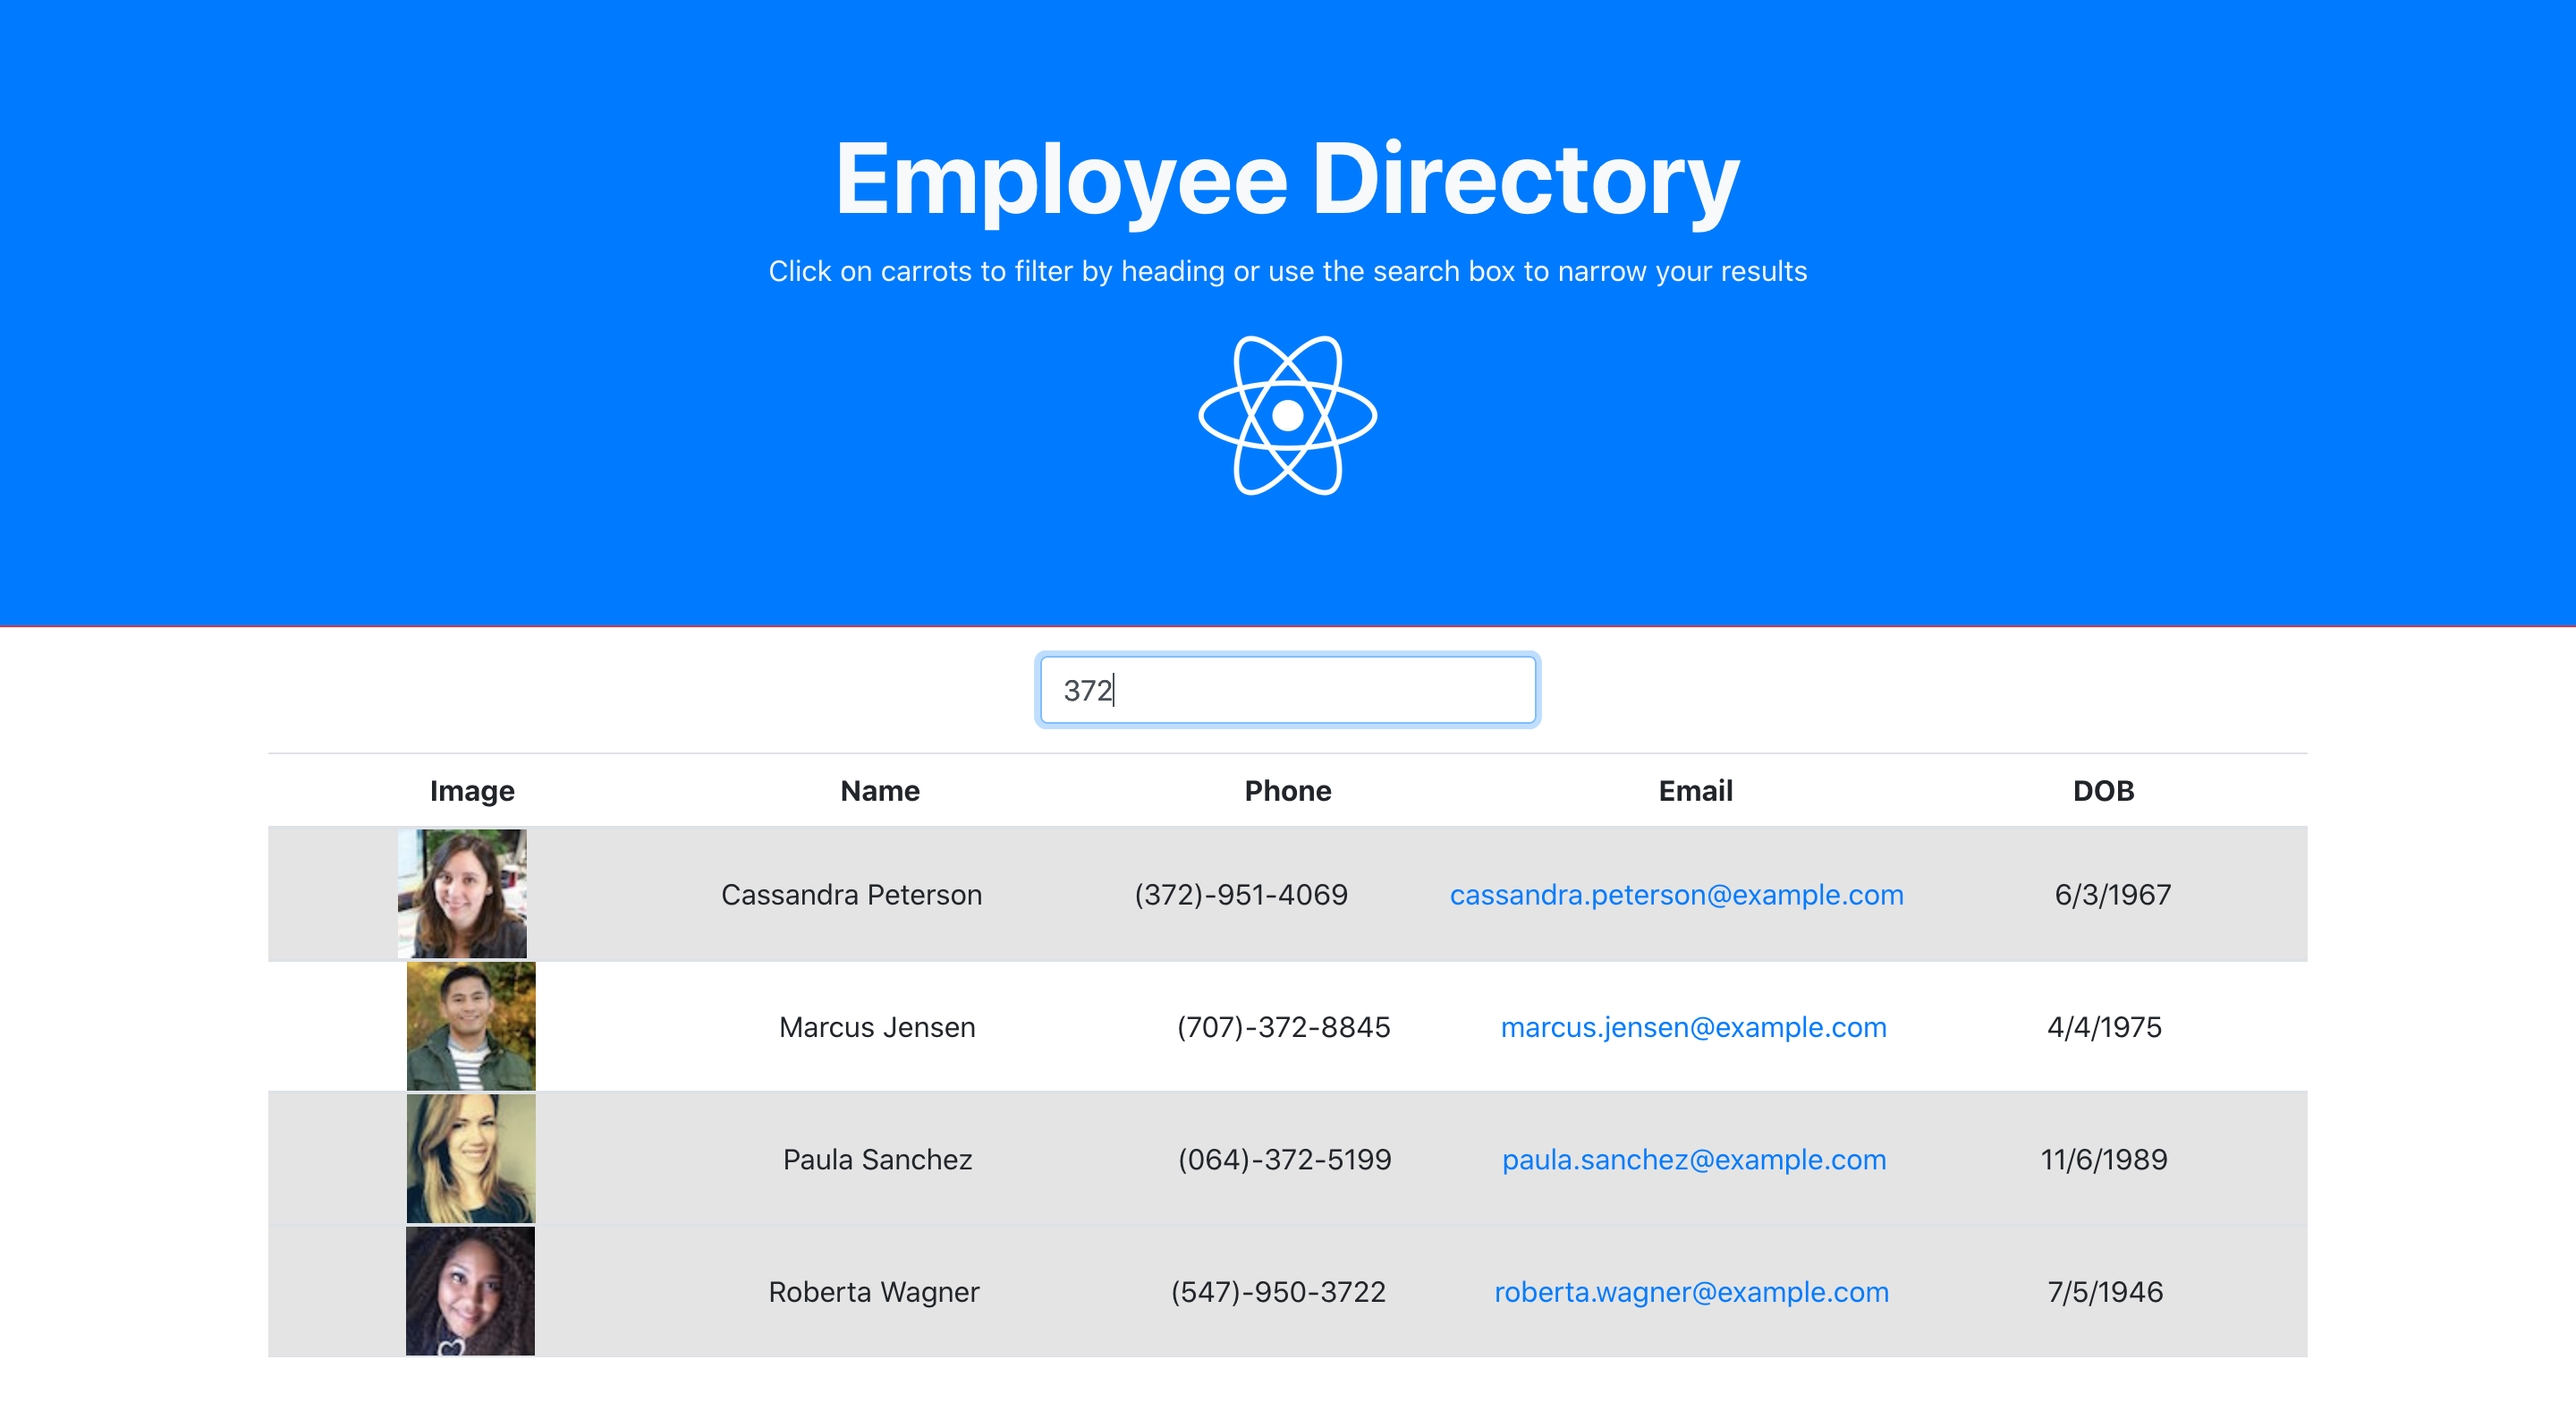 Employee Directory
Click on carrots to filter by heading or use the search box to narrow your results
372
Image Name Phone Email DOB
Cassandra Peterson (372)-951-4069 cassandra.peterson@example.com 6/3/1967
Marcus Jensen (707)-372-8845 marcus.jensen@example.com 4/4/1975
Paula Sanchez (064)-372-5199 paula.sanchez@example.com 11/6/1989
Roberta Wagner (547)-950-3722 roberta.wagner@example.com 7/5/1946